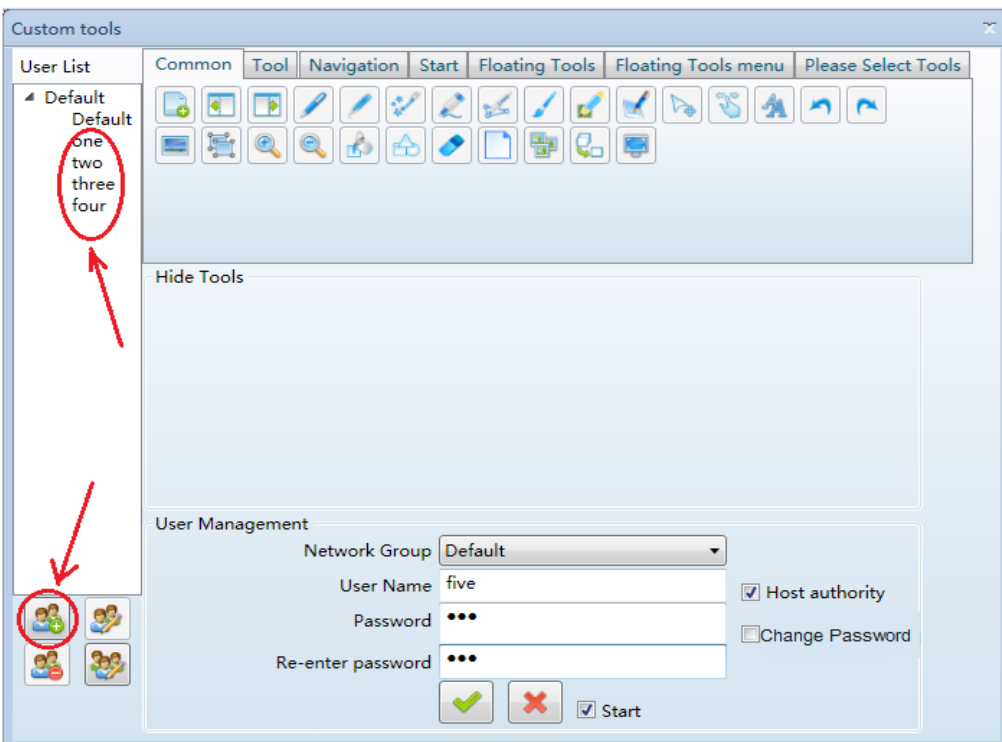 Custom tools
User List
Common Tool Navigation Start Floating Tools Floating Tools menu Please Select Tools
Default
Default
one
two
three
four
Hide Tools
User Management
Network Group Default
User Name five
Host authority
Password •••
Change Password
Re-enter password •••
Start